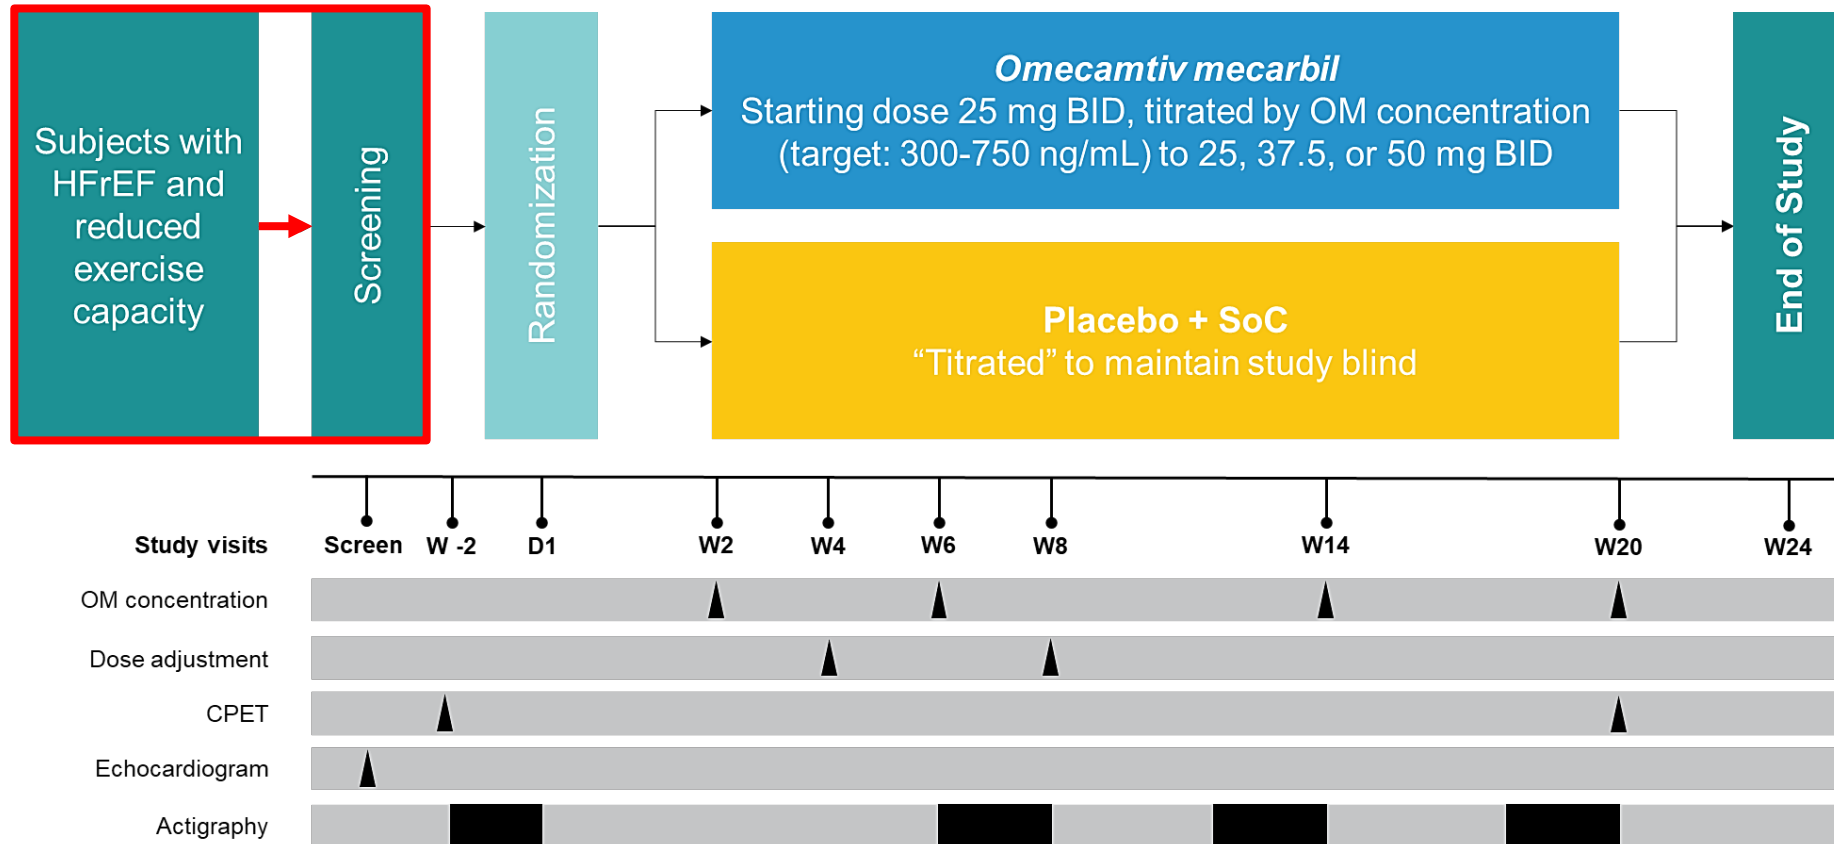 Subjects with
HFrEF and
reduced
exercise
capacity
Screening
Randomization
Omecamtiv mecarbil
Starting dose 25 mg BID, titrated by OM concentration
(target: 300-750 ng/mL) to 25, 37.5, or 50 mg BID
Placebo + SoC
“Titrated” to maintain study blind
End of Study
Study visits Screen W -2 D1 W2 W4 W6 W8 W14 W20 W24
OM concentration
Dose adjustment
CPET
Echocardiogram
Actigraphy